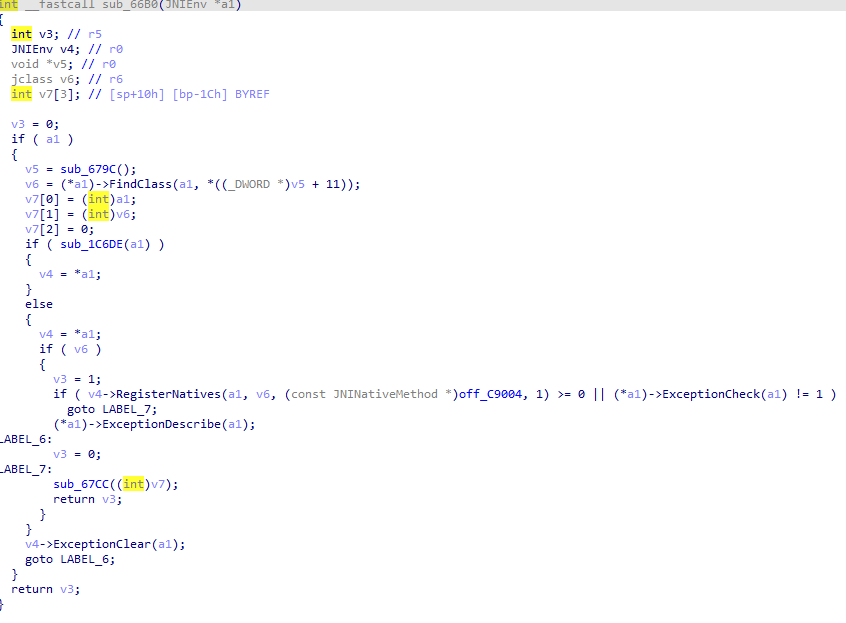 int __fastcall sub_66B0(JNIEnv *a1)
{
int v3; // r5
JNIEnv v4; // r0
void *v5; // r0
jclass v6; // r6
int v7[3]; // [sp+10h] [bp-1Ch] BYREF
v3 = 0;
if ( a1 )
{
v5 = sub_679C();
v6 = (*a1)->FindClass(a1, *((_DWORD *)v5 + 11));
v7[0] = (int)a1;
v7[1] = (int)v6;
v7[2] = 0;
if ( sub_1C6DE(a1) )
{
v4 = *a1;
}
else
{
v4 = *a1;
if ( v6 )
{
v3 = 1;
if ( v4->RegisterNatives(a1, v6, (const JNINativeMethod *)off_C9004, 1) >= 0 || (*a1)->ExceptionCheck(a1) != 1 )
goto LABEL_7;
(*a1)->ExceptionDescribe(a1);
LABEL_6:
v3 = 0;
LABEL_7:
sub_67CC((int)v7);
return v3;
}
}
v4->ExceptionClear(a1);
goto LABEL_6;
}
return v3;
}